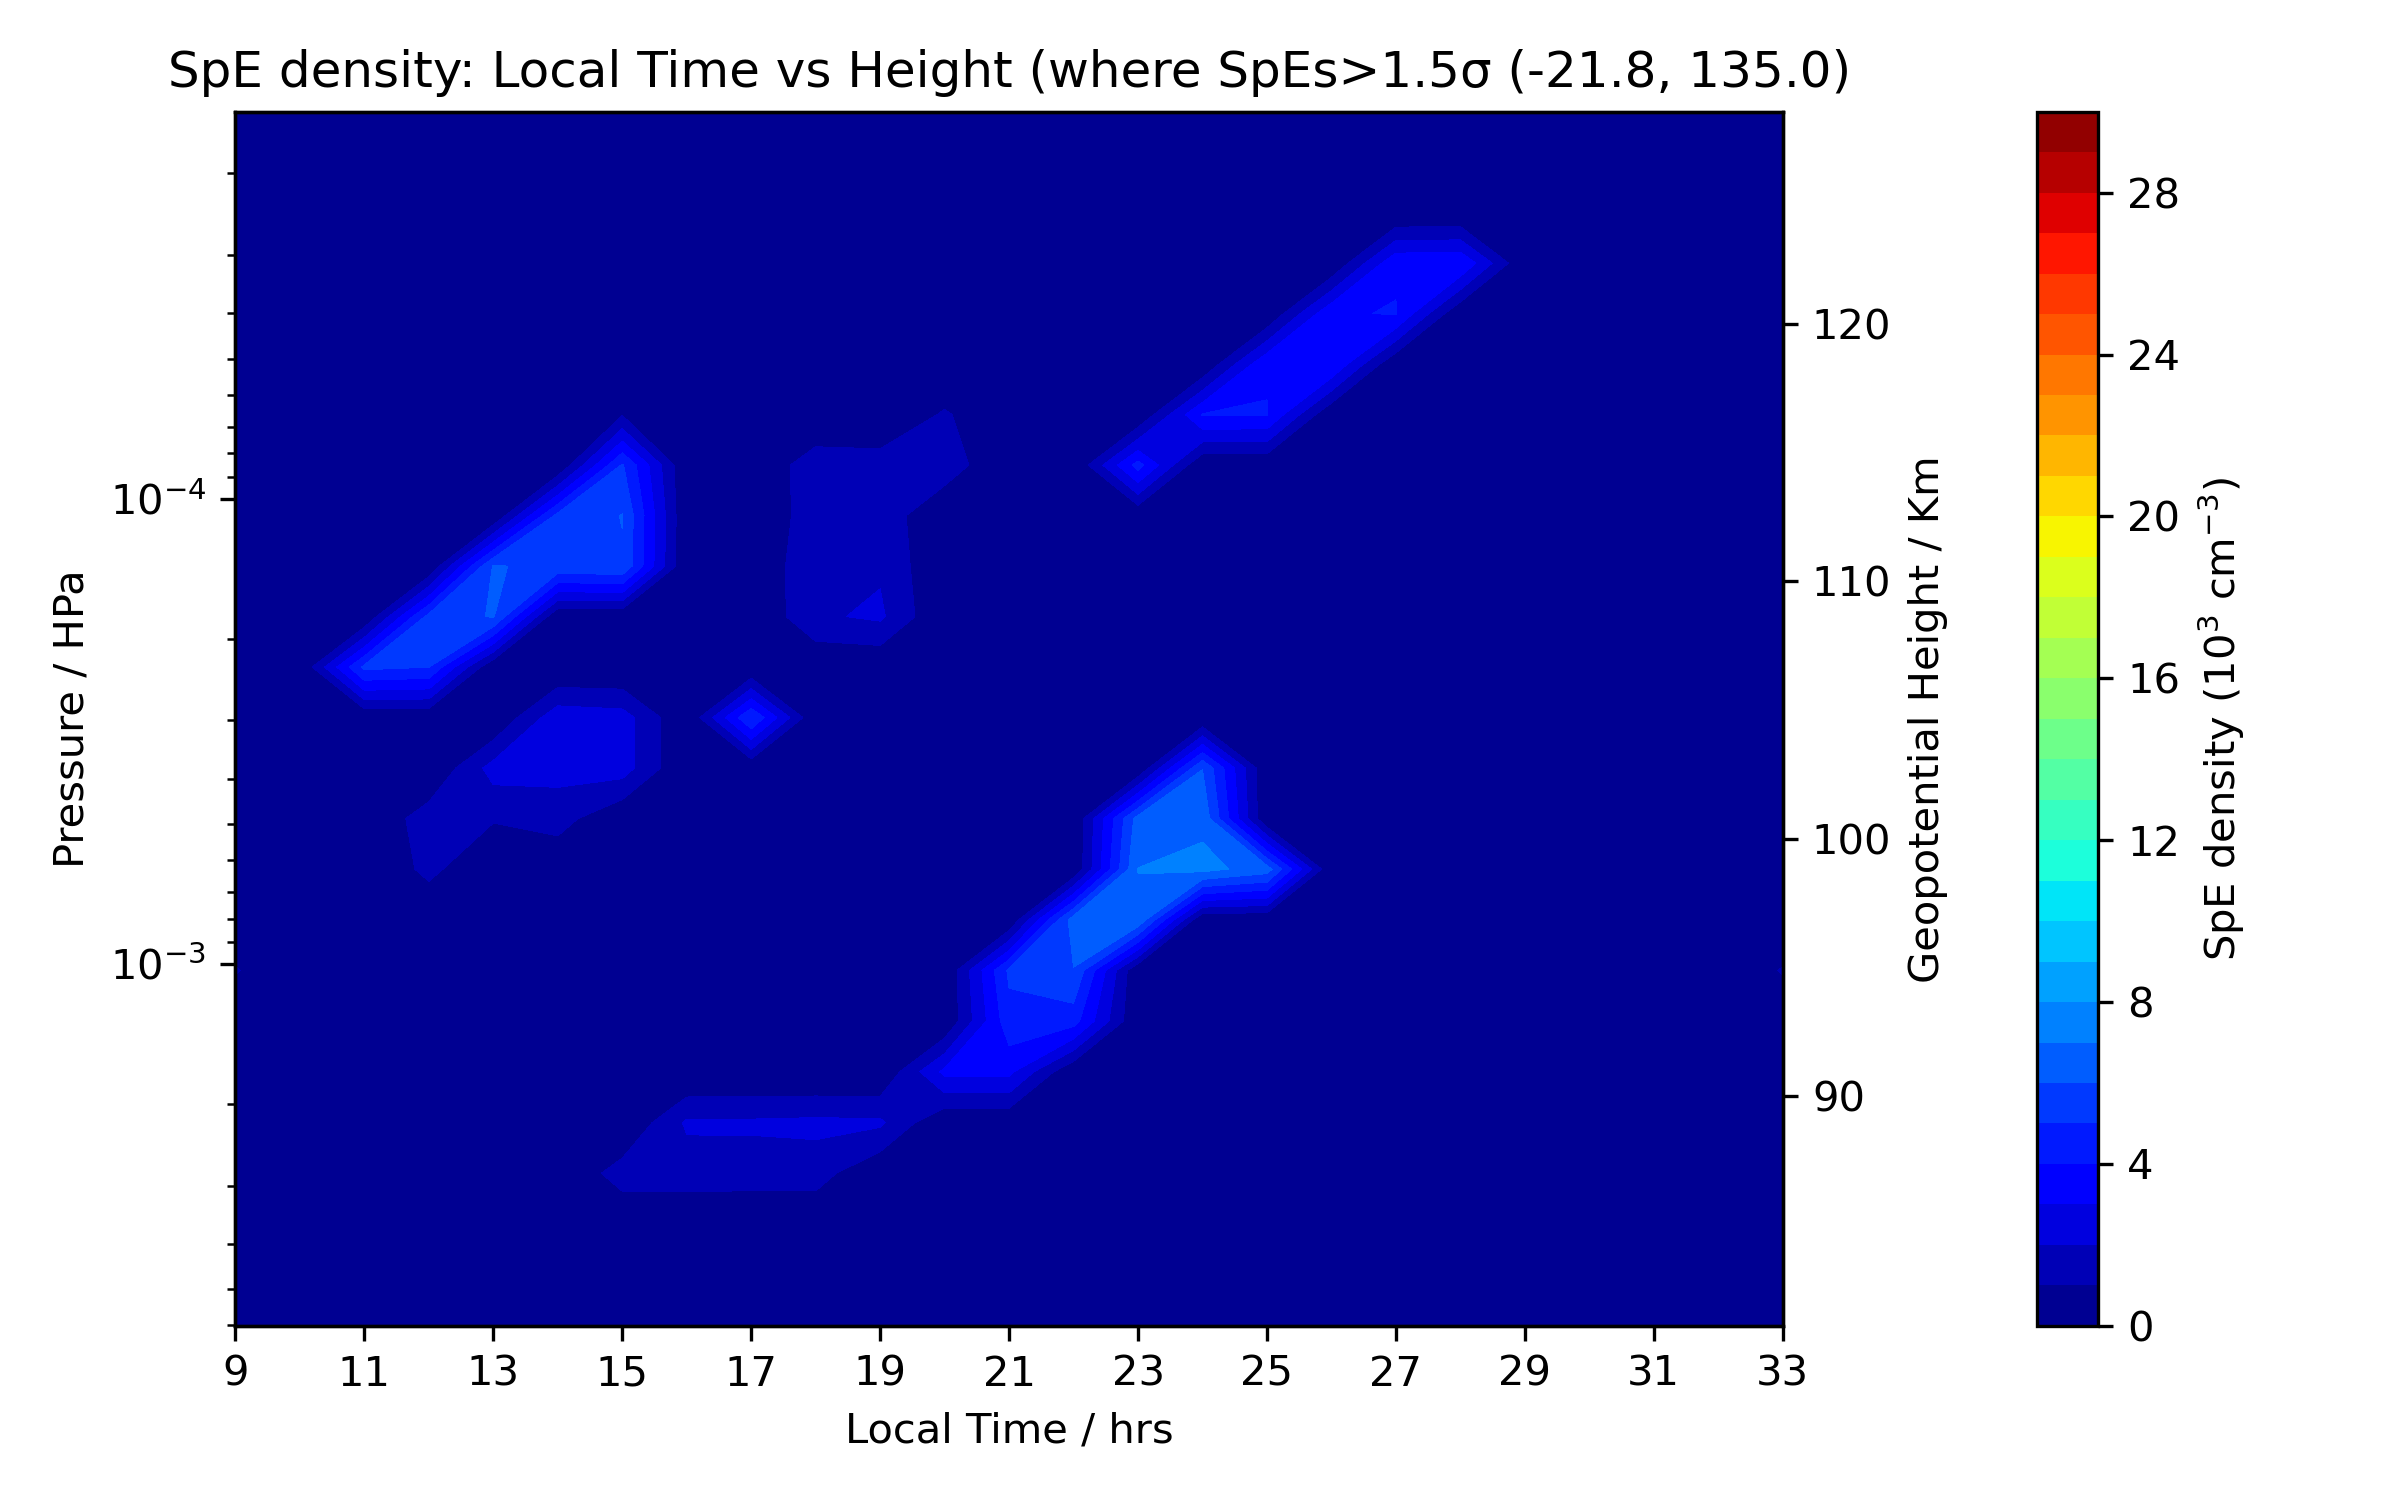 SpE density: Local Time vs Height (where SpEs>1.5σ (-21.8, 135.0)
Pressure / HPa
10⁻⁴
10⁻³
9 11 13 15 17 19 21 23 25 27 29 31 33
Local Time / hrs
120
110
100
90
Geopotential Height / Km
28
24
20
16
12
8
4
0
SpE density (10³ cm⁻³)